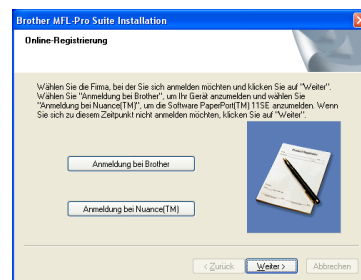 Brother MFL-Pro Suite Installation
Online-Registrierung
Wählen Sie die Firma, bei der Sie sich anmelden möchten und klicken Sie auf "Weiter".
Wählen Sie "Anmeldung bei Brother", um Ihr Gerät anzumelden und wählen Sie
"Anmeldung bei Nuance(TM)", um die Software PaperPort(TM) 11SE anzumelden. Wenn
Sie sich zu diesem Zeitpunkt nicht anmelden möchten, klicken Sie auf "Weiter".
Anmeldung bei Brother
Anmeldung bei Nuance(TM)
< Zurück
Weiter >
Abbrechen